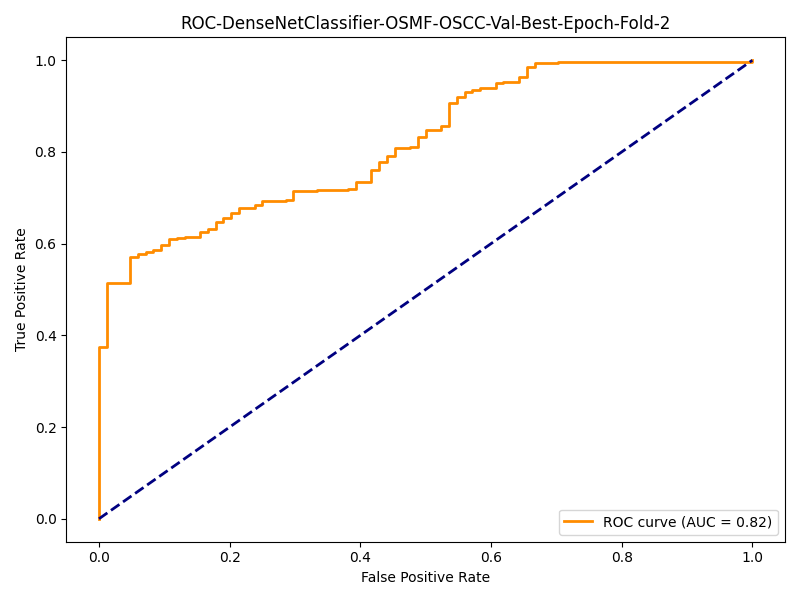 ROC-DenseNetClassifier-OSMF-OSCC-Val-Best-Epoch-Fold-2
True Positive Rate
1.0
0.8
0.6
0.4
0.2
0.0
ROC curve (AUC = 0.82)
0.0 0.2 0.4 0.6 0.8 1.0
False Positive Rate